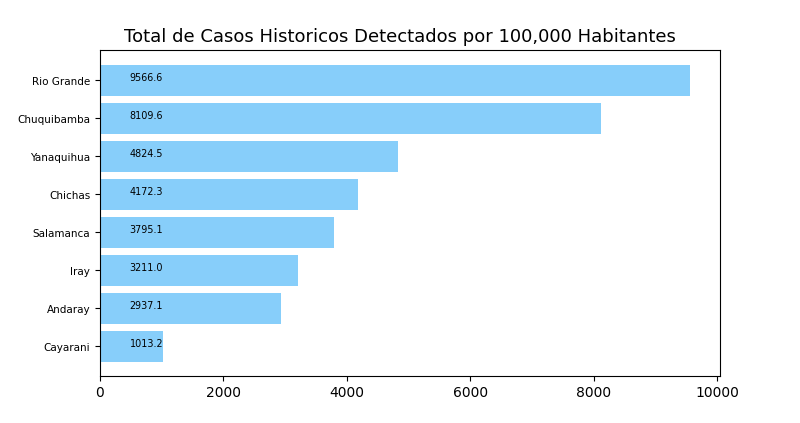 Total de Casos Historicos Detectados por 100,000 Habitantes
Rio Grande 9566.6
Chuquibamba 8109.6
Yanaquihua 4824.5
Chichas 4172.3
Salamanca 3795.1
Iray 3211.0
Andaray 2937.1
Cayarani 1013.2
0 2000 4000 6000 8000 10000